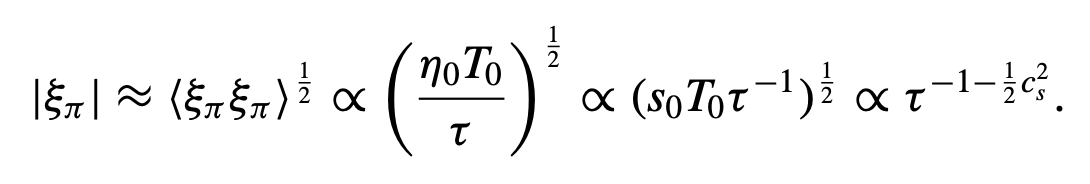 |ξ_π| ≈ ⟨ξ_π ξ_π⟩^{1/2} ∝ (η_0 T_0 / τ)^{1/2} ∝ (s_0 T_0 τ^{-1})^{1/2} ∝ τ^{-1-\frac{1}{2}c_s^2}.